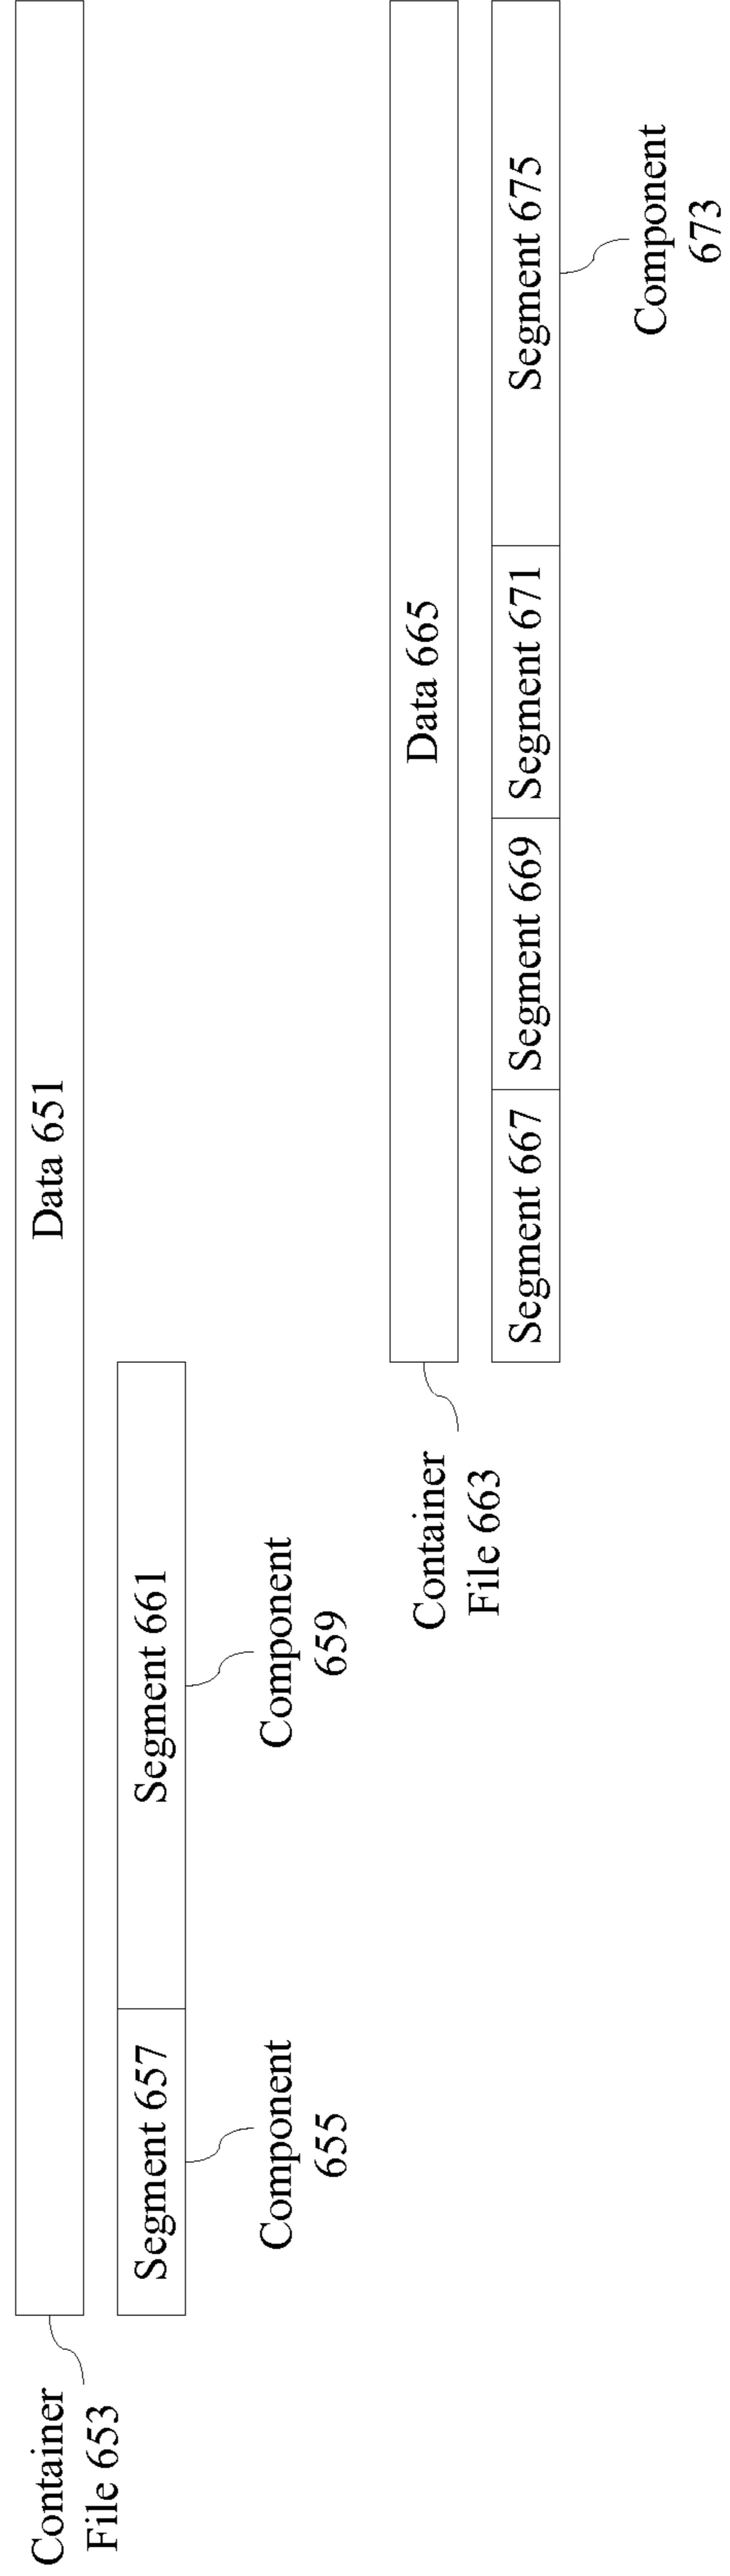 Data 651
Container
File 653
Segment 657
Segment 661
Component
655
Component
659
Data 665
Container
File 663
Segment 667
Segment 669
Segment 671
Segment 675
Component
673